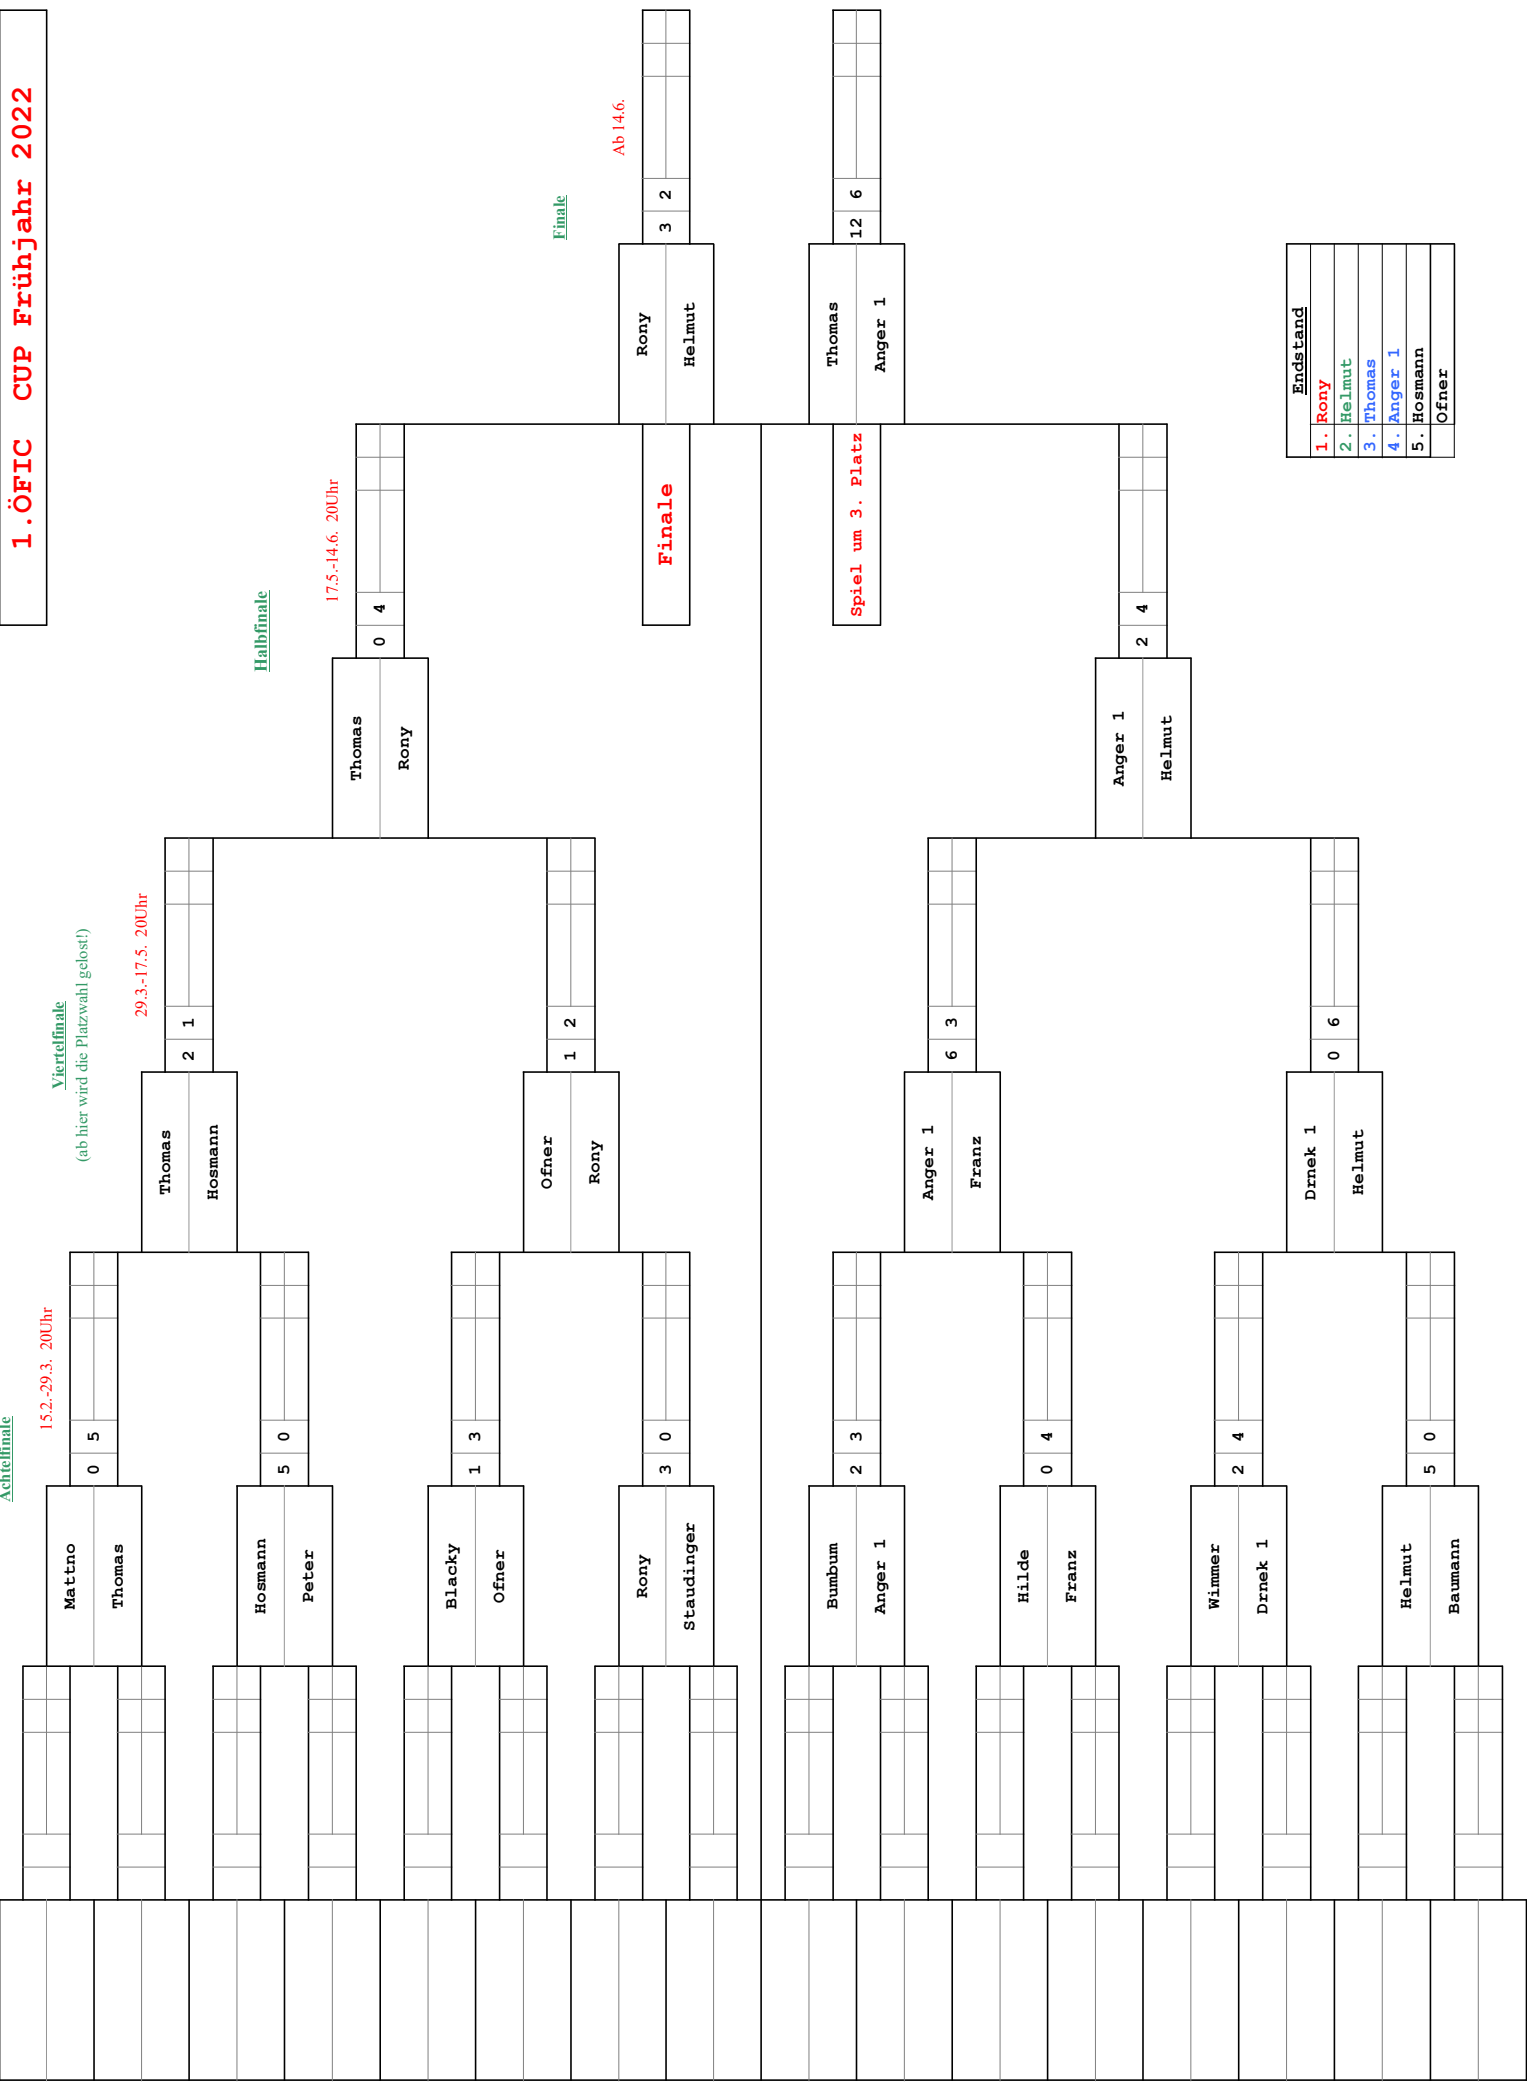 1.ÖFIC CUP Frühjahr 2022
Achtelfinale
15.2.-29.3. 20Uhr
Mattno 0 5
Thomas
Hosmann 5 0
Peter
Blacky 1 3
Ofner
Rony 3 0
Staudinger
Bumbum 2 3
Anger 1
Hilde 0 4
Franz
Wimmer 2 4
Drnek 1
Helmut 5 0
Baumann
Viertelfinale
(ab hier wird die Platzwahl gelost!)
29.3.-17.5. 20Uhr
Thomas 2 1
Hosmann
Ofner 1 2
Rony
Anger 1 6 3
Franz
Drnek 1 0 6
Helmut
Halbfinale
17.5.-14.6. 20Uhr
Thomas 0 4
Rony
Anger 1 2 4
Helmut
Finale
Ab 14.6.
Finale
Rony 3 2
Helmut
Spiel um 3. Platz
Thomas 12 6
Anger 1
Endstand
1. Rony
2. Helmut
3. Thomas
4. Anger 1
5. Hosmann
Ofner